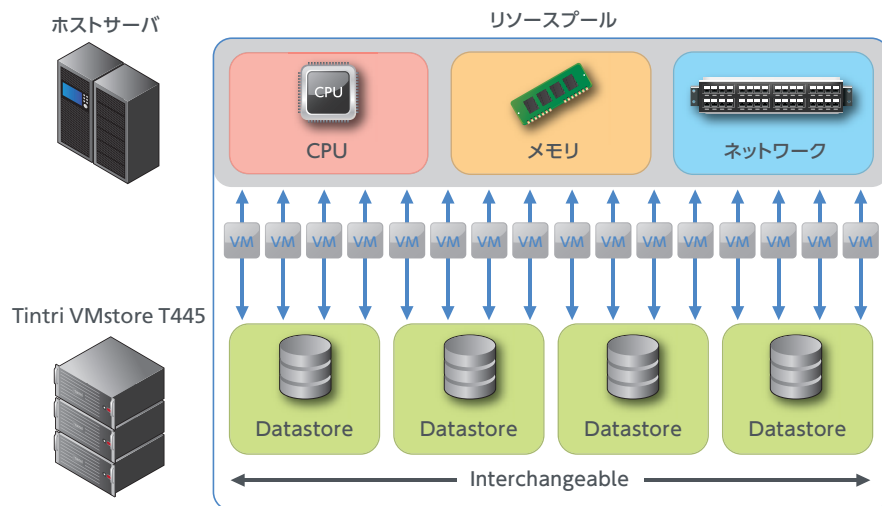 ホストサーバ
リソースプール
CPU
CPU
メモリ
ネットワーク
VM VM VM VM VM VM VM VM VM VM VM VM VM VM VM VM
Tintri VMstore T445
Datastore Datastore Datastore Datastore
Interchangeable